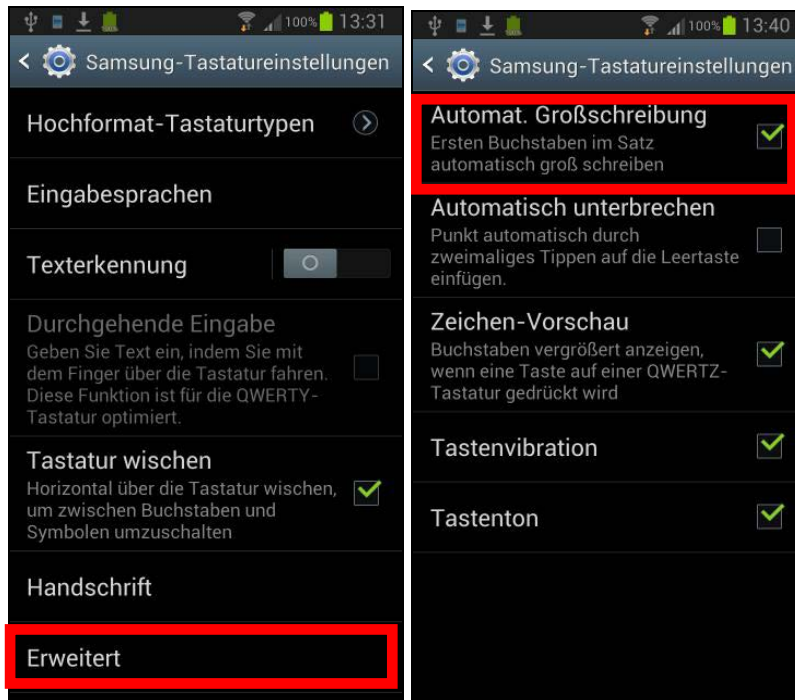 100% 13:31
Samsung-Tastatureinstellungen
Hochformat-Tastaturtypen
Eingabesprachen
Texterkennung
Durchgehende Eingabe
Geben Sie Text ein, indem Sie mit
dem Finger über die Tastatur fahren.
Diese Funktion ist für die QWERTY-
Tastatur optimiert.
Tastatur wischen
Horizontal über die Tastatur wischen,
um zwischen Buchstaben und
Symbolen umzuschalten
Handschrift
Erweitert
100% 13:40
Samsung-Tastatureinstellungen
Automat. Großschreibung
Ersten Buchstaben im Satz
automatisch groß schreiben
Automatisch unterbrechen
Punkt automatisch durch
zweimaliges Tippen auf die Leertaste
einfügen.
Zeichen-Vorschau
Buchstaben vergrößert anzeigen,
wenn eine Taste auf einer QWERTZ-
Tastatur gedrückt wird
Tastenvibration
Tastenton